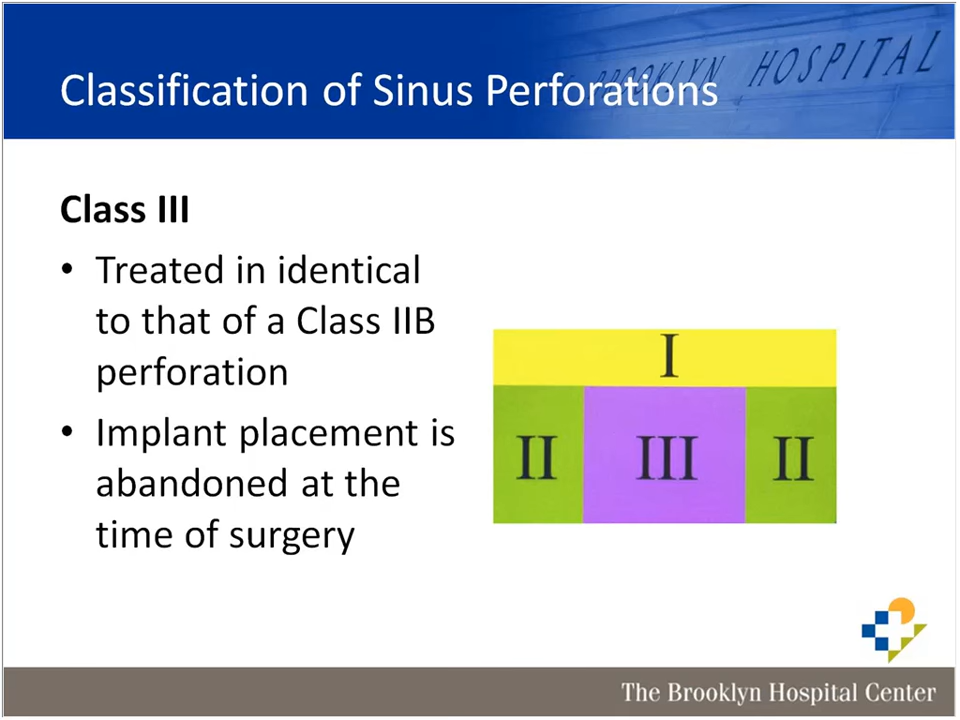 BROOKLYN HOSPITAL
Classification of Sinus Perforations
Class III
• Treated in identical
to that of a Class IIB
perforation
• Implant placement is
abandoned at the
time of surgery
I
II III II
The Brooklyn Hospital Center